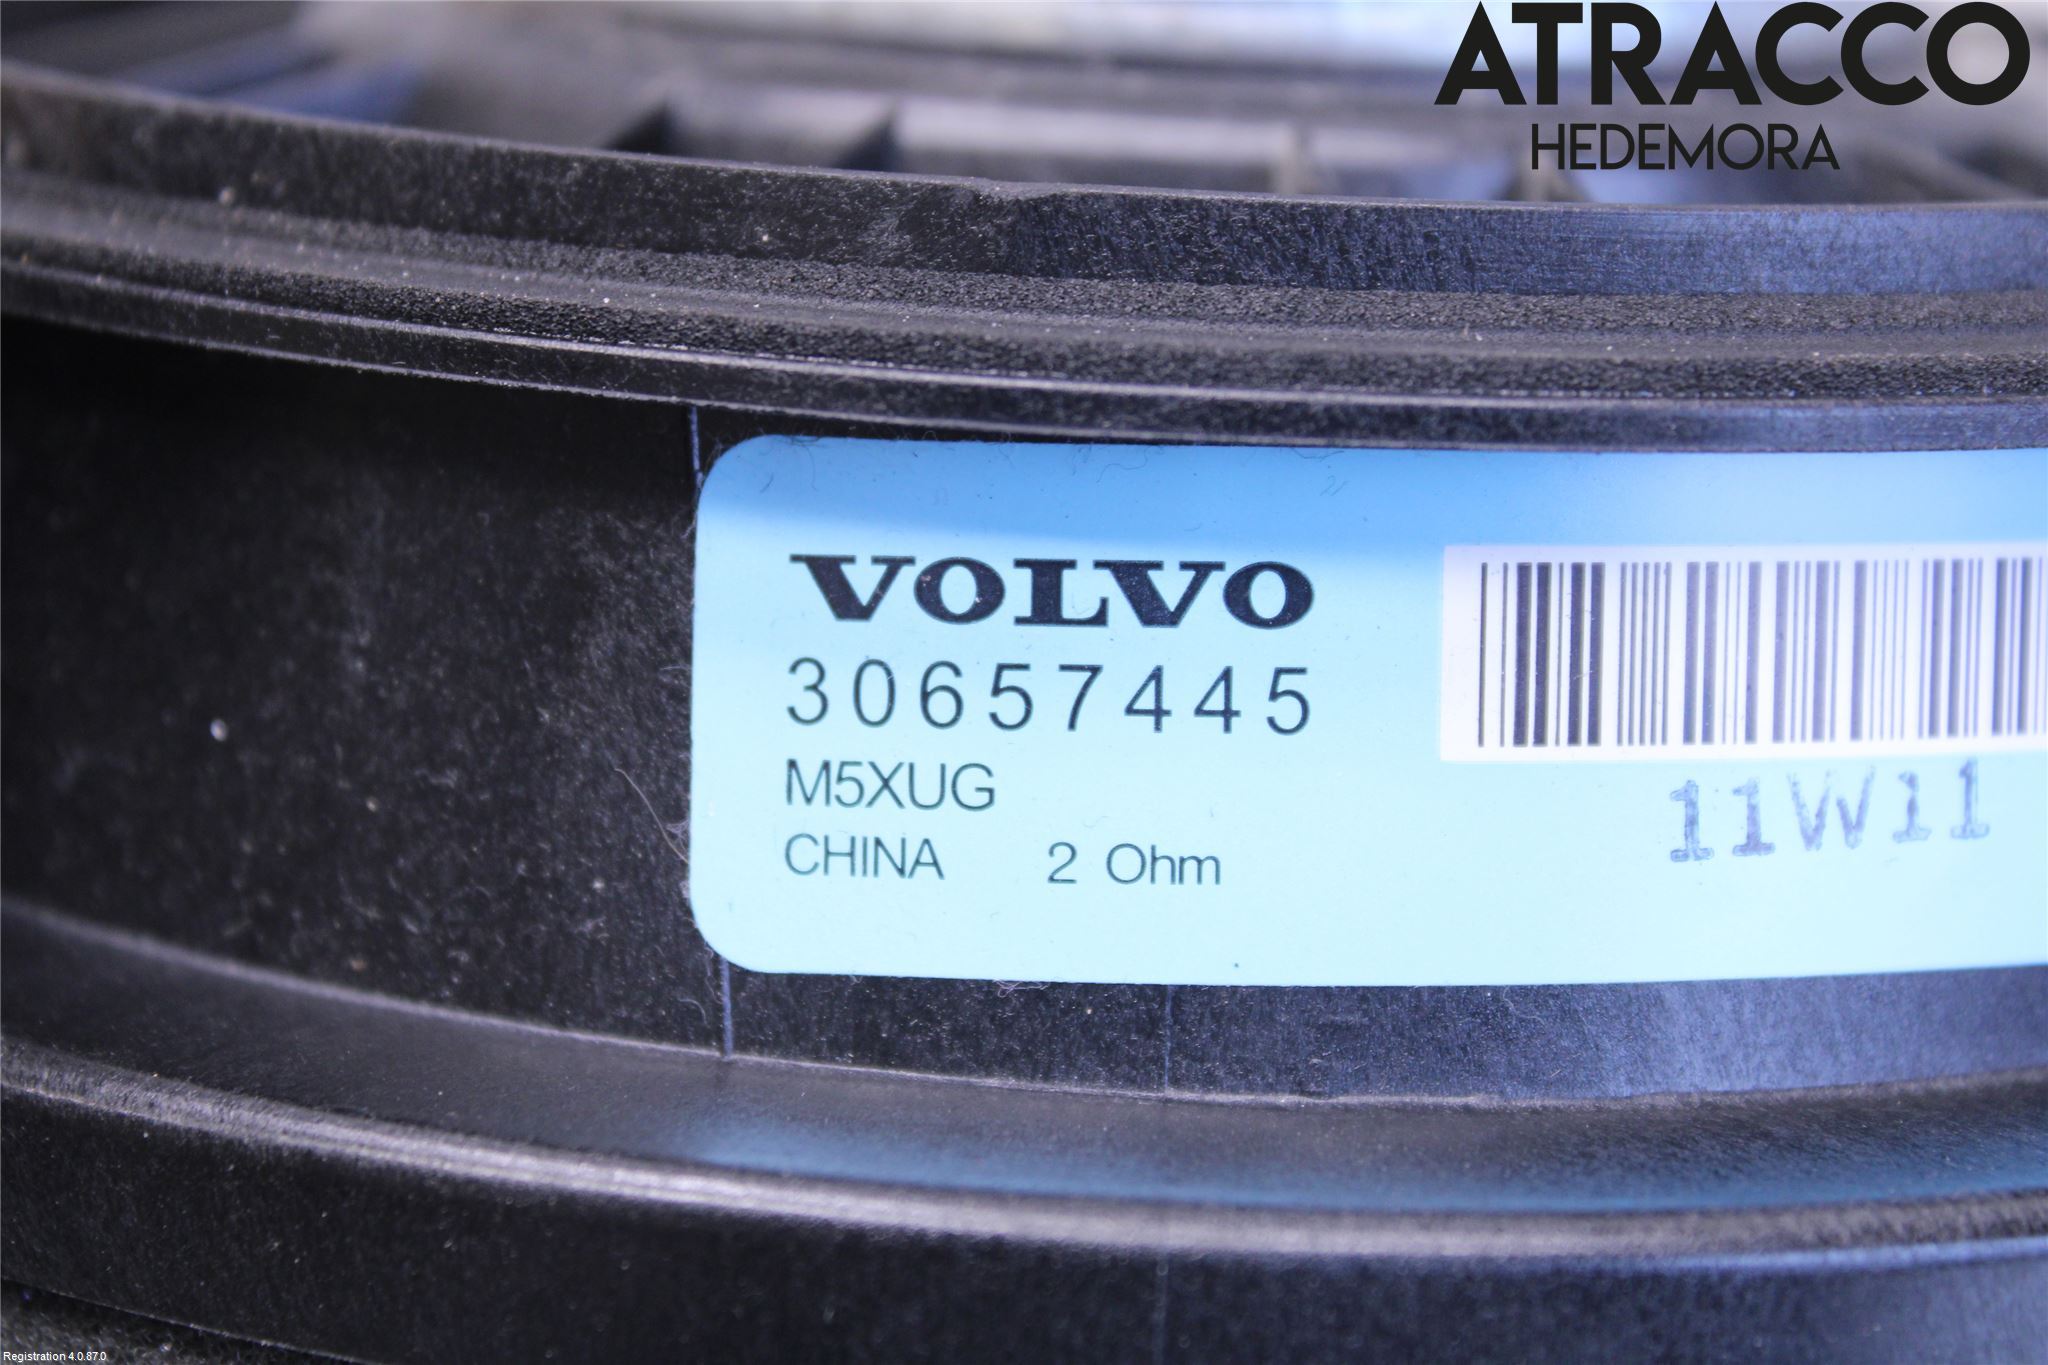 ATRACCO
HEDEMORA
VOLVO
30657445
M5XUG
CHINA 2 Ohm
11W11
Registration 4.0.87.0